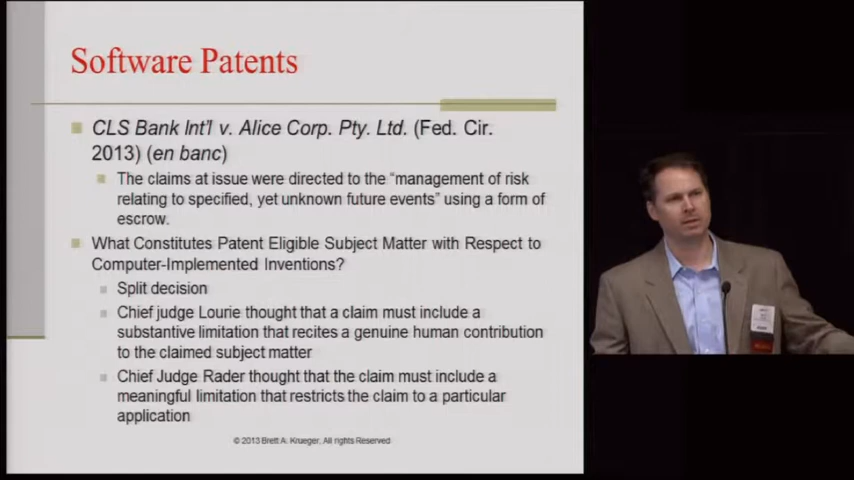 Software Patents
CLS Bank Int'l v. Alice Corp. Pty. Ltd. (Fed. Cir.
2013) (en banc)
The claims at issue were directed to the "management of risk
relating to specified, yet unknown future events" using a form of
escrow.
What Constitutes Patent Eligible Subject Matter with Respect to
Computer-Implemented Inventions?
Split decision
Chief judge Lourie thought that a claim must include a
substantive limitation that recites a genuine human contribution
to the claimed subject matter
Chief Judge Rader thought that the claim must include a
meaningful limitation that restricts the claim to a particular
application
© 2013 Brett A. Krueger, All rights Reserved